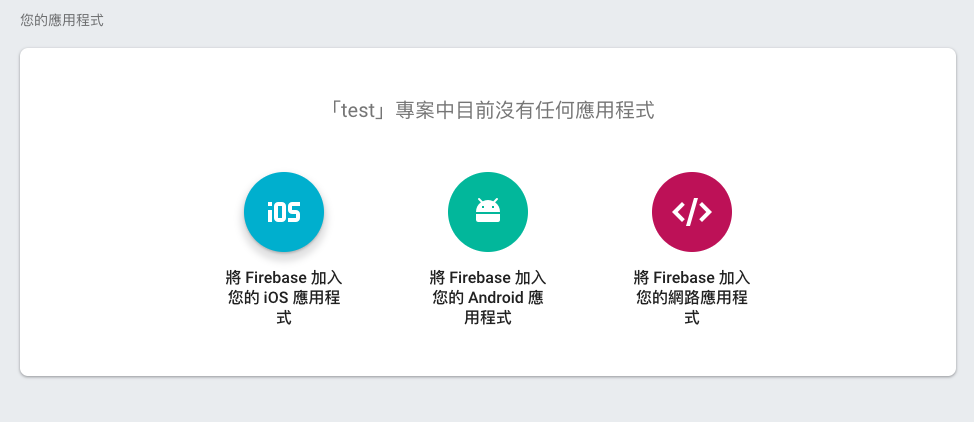 您的應用程式
「test」專案中目前沒有任何應用程式
iOS
</>
將 Firebase 加入
您的 iOS 應用程
式
將 Firebase 加入
您的 Android 應
用程式
將 Firebase 加入
您的網路應用程
式